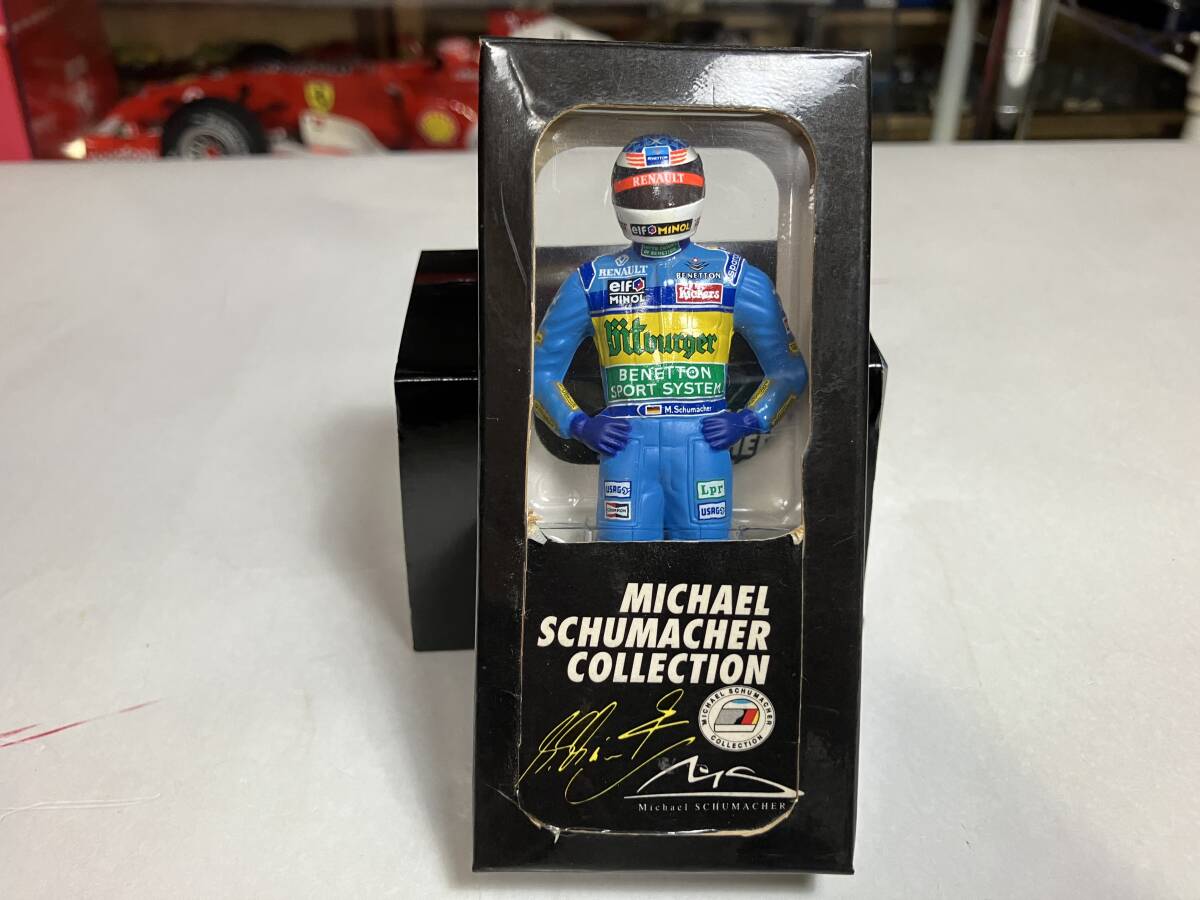 BENETTON
RENAULT
elf MINOL
RENAULT
BENETTON
elf
MINOL
Kickers
Bitburger
BENETTON
SPORT SYSTEM
M.Schumacher
USAG
Lpr
CHAMPION
USAG
MICHAEL
SCHUMACHER
COLLECTION
MICHAEL SCHUMACHER
COLLECTION
Michael SCHUMACHER